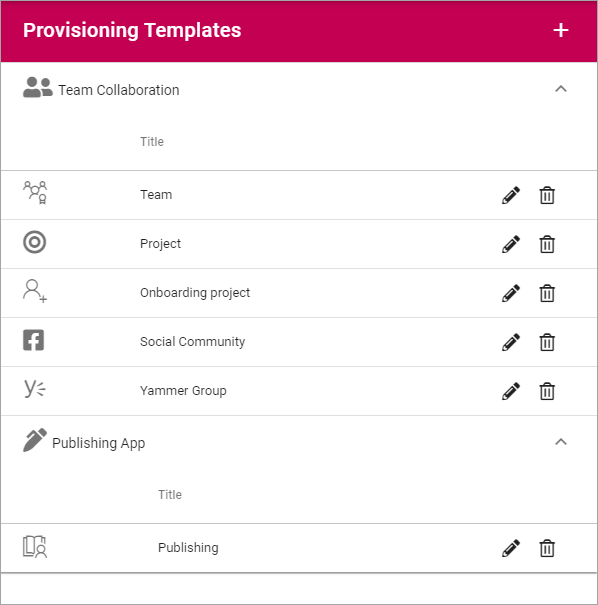 Provisioning Templates
Team Collaboration
Title
Team
Project
Onboarding project
Social Community
Yammer Group
Publishing App
Title
Publishing